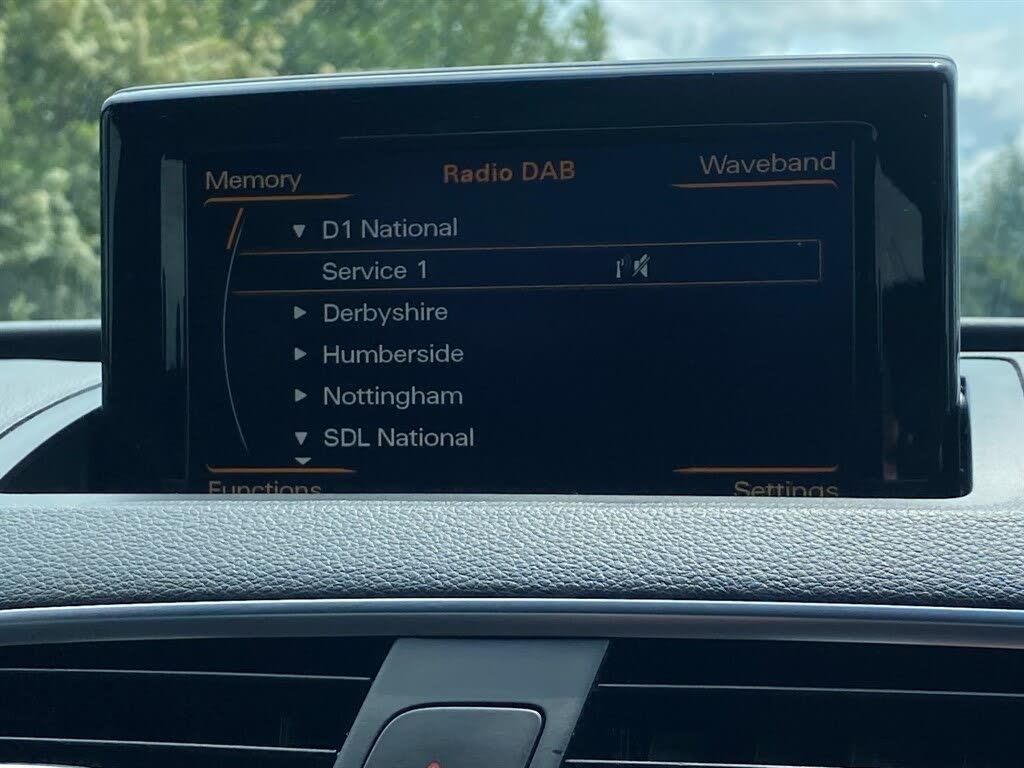 Memory
Radio DAB
Waveband
D1 National
Service 1
Derbyshire
Humberside
Nottingham
SDL National
Functions
Settings